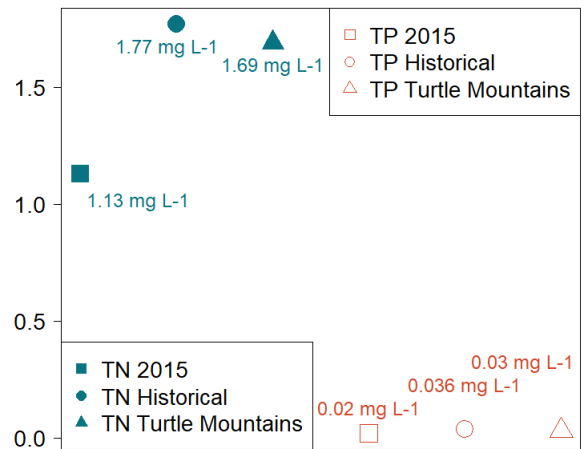 TP 2015
TP Historical
TP Turtle Mountains
1.77 mg L-1
1.69 mg L-1
1.5
1.13 mg L-1
1.0
0.5
TN 2015
TN Historical
TN Turtle Mountains
0.03 mg L-1
0.036 mg L-1
0.02 mg L-1
0.0